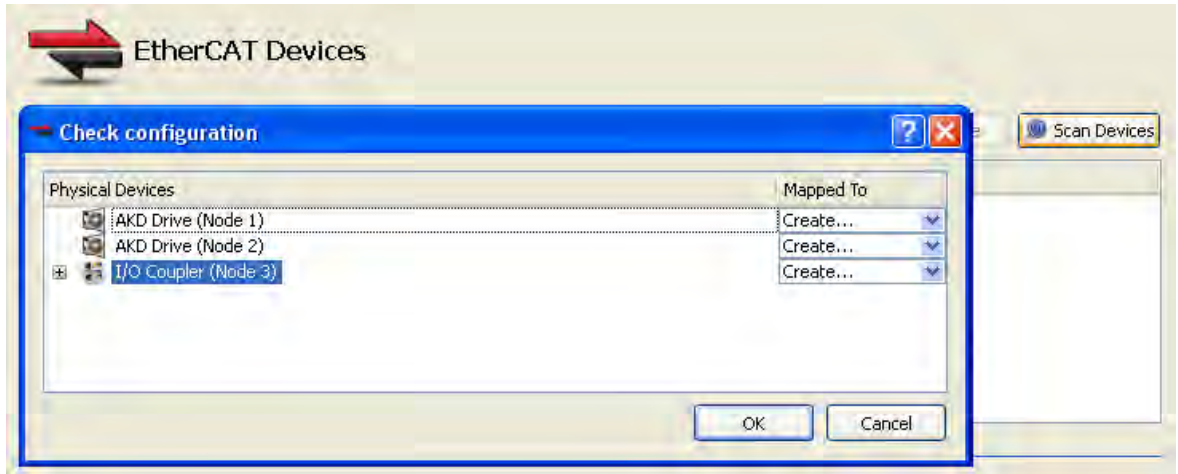 EtherCAT Devices
Check configuration
Scan Devices
Physical Devices Mapped To
AKD Drive (Node 1) Create...
AKD Drive (Node 2) Create...
I/O Coupler (Node 3) Create...
OK Cancel